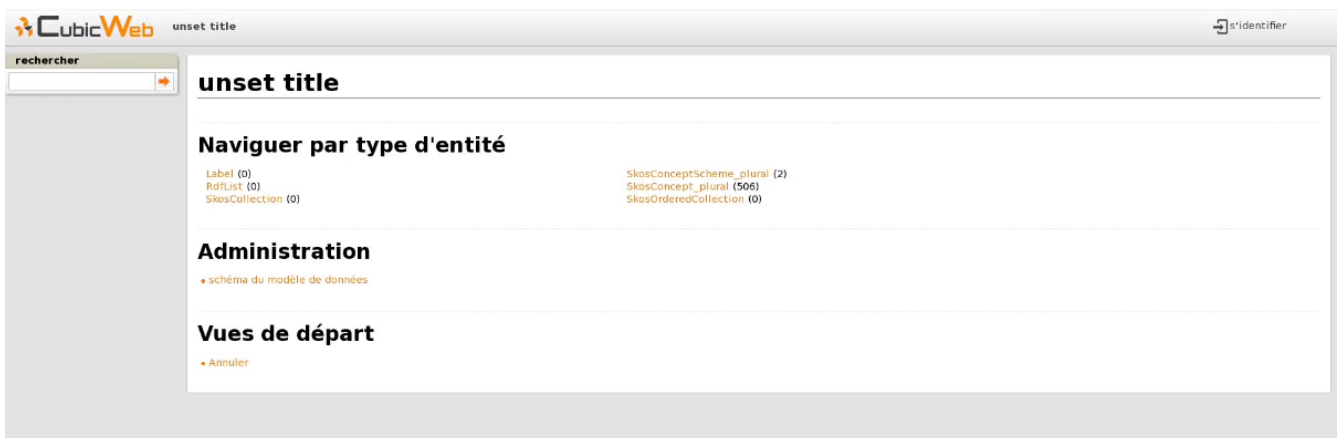 CubicWeb unset title s'identifier
rechercher
unset title
Naviguer par type d'entité
Label (0)
RdfList (0)
SkosCollection (0)
SkosConceptScheme_plural (2)
SkosConcept_plural (506)
SkosOrderedCollection (0)
Administration
• schéma du modèle de données
Vues de départ
• Annuler